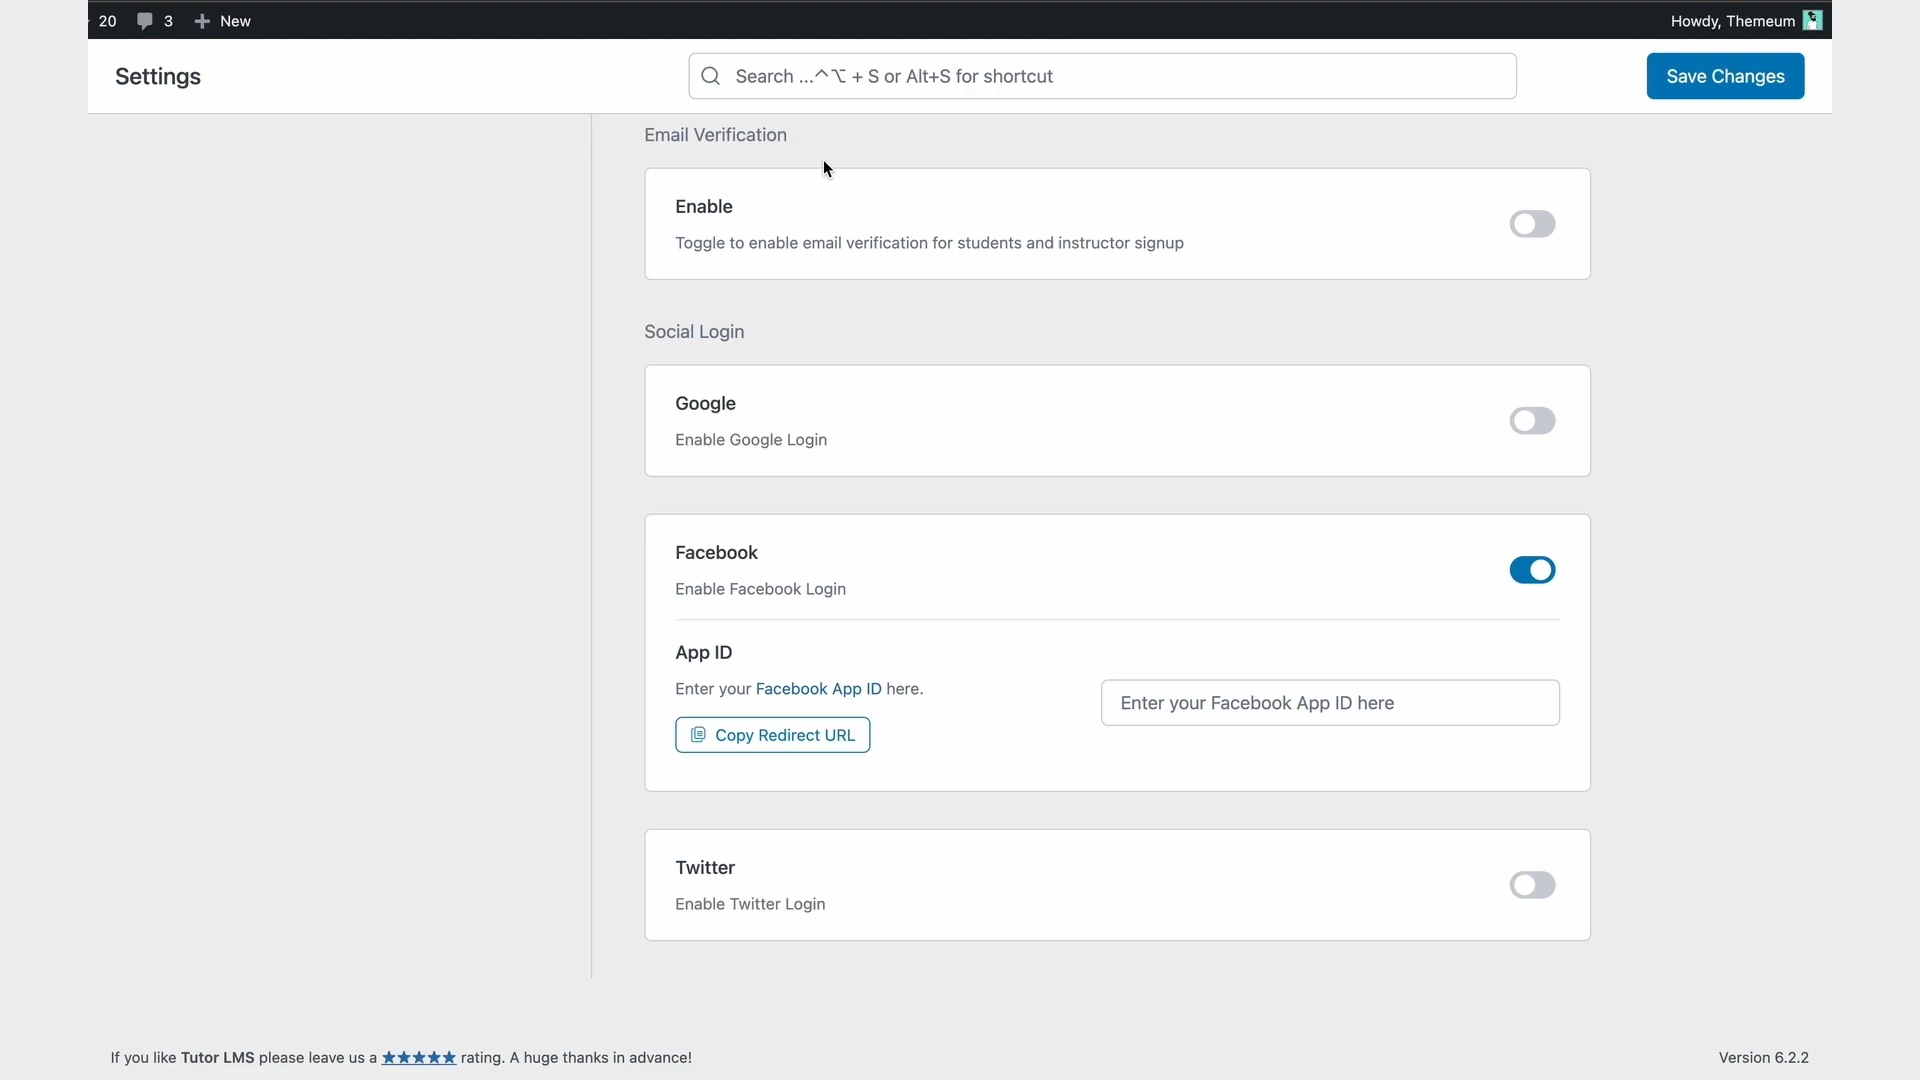 20 3 New Howdy, Themeum
Settings Search ...⌃⌥ + S or Alt+S for shortcut Save Changes
Email Verification
Enable
Toggle to enable email verification for students and instructor signup
Social Login
Google
Enable Google Login
Facebook
Enable Facebook Login
App ID
Enter your Facebook App ID here.
Enter your Facebook App ID here
Copy Redirect URL
Twitter
Enable Twitter Login
If you like Tutor LMS please leave us a ★★★★★ rating. A huge thanks in advance! Version 6.2.2